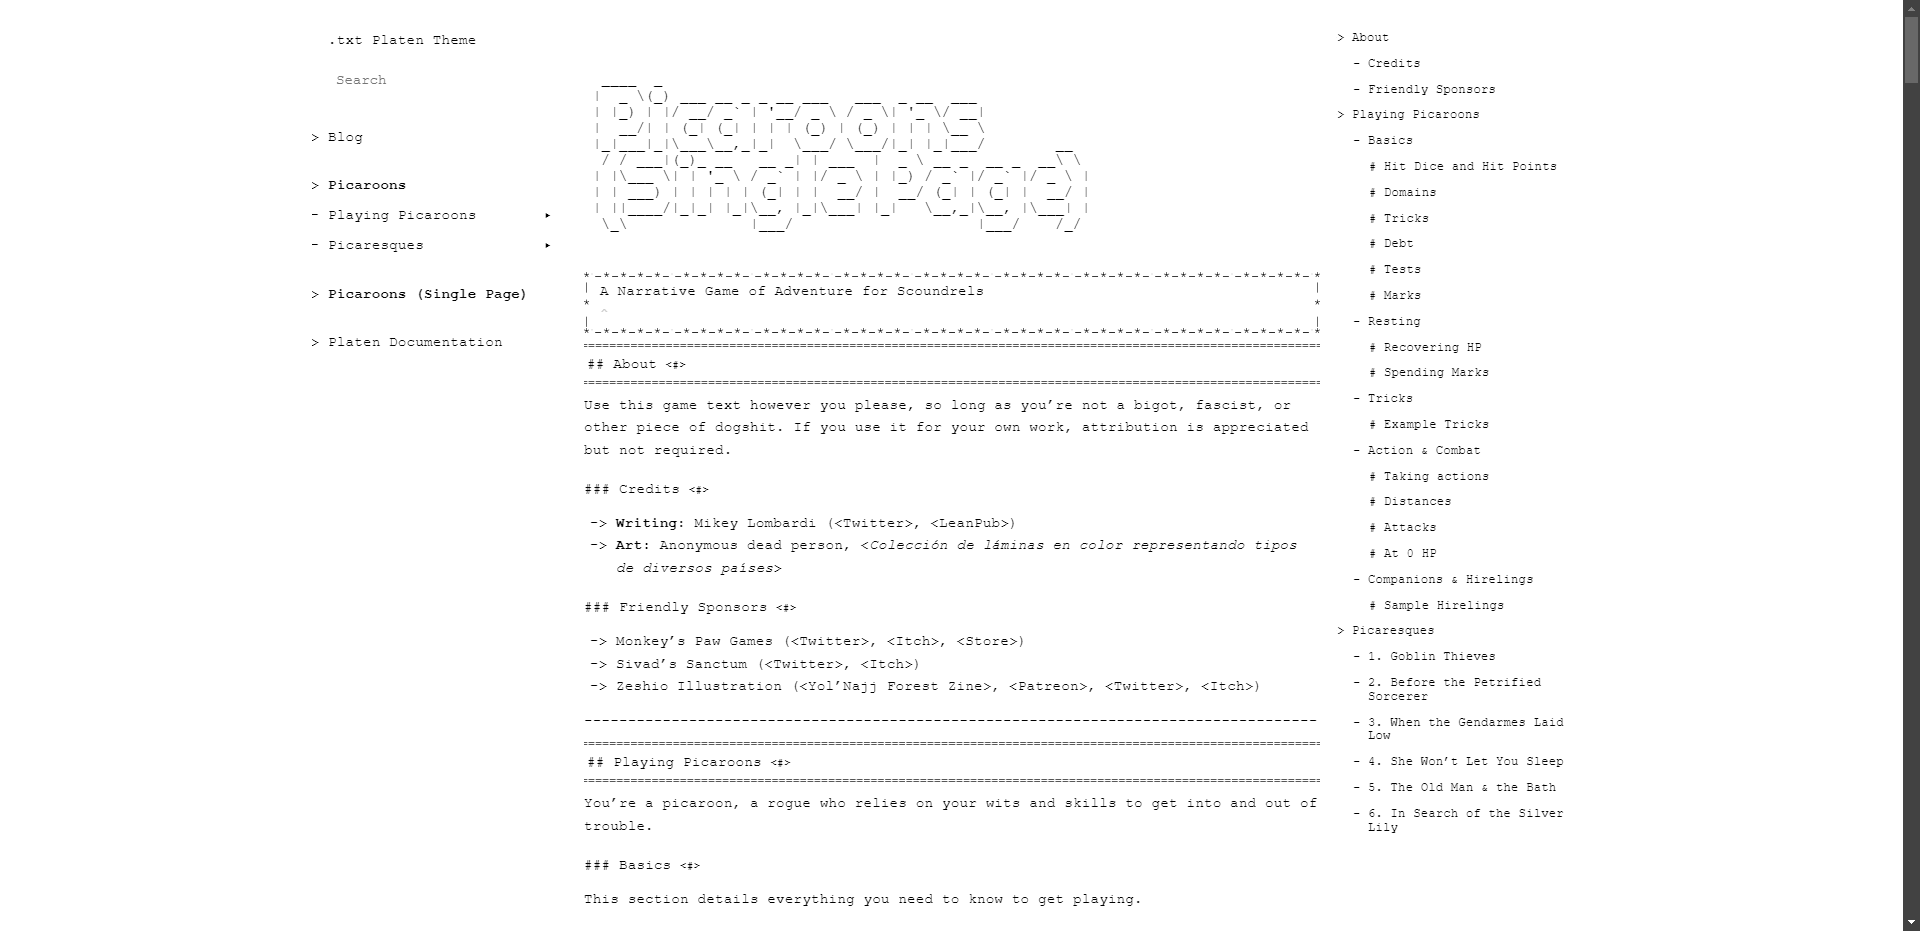 .txt Platen Theme
Search
> Blog
> Picaroons
- Playing Picaroons ▸
- Picaresques ▸
> Picaroons (Single Page)
> Platen Documentation
Picaroons
(Single Page)
A Narrative Game of Adventure for Scoundrels
^
## About <#>
Use this game text however you please, so long as you’re not a bigot, fascist, or
other piece of dogshit. If you use it for your own work, attribution is appreciated
but not required.
### Credits <#>
-> Writing: Mikey Lombardi (<Twitter>, <LeanPub>)
-> Art: Anonymous dead person, <Colección de láminas en color representando tipos
de diversos países>
### Friendly Sponsors <#>
-> Monkey’s Paw Games (<Twitter>, <Itch>, <Store>)
-> Sivad’s Sanctum (<Twitter>, <Itch>)
-> Zeshio Illustration (<Yol’Najj Forest Zine>, <Patreon>, <Twitter>, <Itch>)
## Playing Picaroons <#>
You’re a picaroon, a rogue who relies on your wits and skills to get into and out of
trouble.
### Basics <#>
This section details everything you need to know to get playing.
> About
- Credits
- Friendly Sponsors
> Playing Picaroons
- Basics
# Hit Dice and Hit Points
# Domains
# Tricks
# Debt
# Tests
# Marks
- Resting
# Recovering HP
# Spending Marks
- Tricks
# Example Tricks
- Action & Combat
# Taking actions
# Distances
# Attacks
# At 0 HP
- Companions & Hirelings
# Sample Hirelings
> Picaresques
- 1. Goblin Thieves
- 2. Before the Petrified
Sorcerer
- 3. When the Gendarmes Laid
Low
- 4. She Won’t Let You Sleep
- 5. The Old Man & the Bath
- 6. In Search of the Silver
Lily